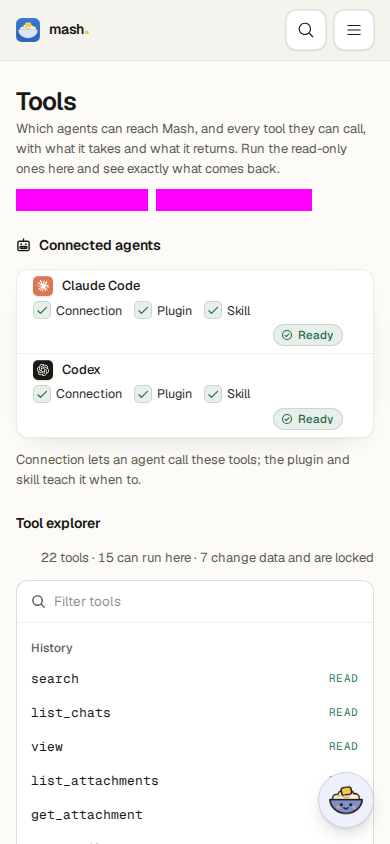 mash.
Tools
Which agents can reach Mash, and every tool they can call,
with what it takes and what it returns. Run the read-only
ones here and see exactly what comes back.
Connected agents
Claude Code
Connection Plugin Skill
Ready
Codex
Connection Plugin Skill
Ready
Connection lets an agent call these tools; the plugin and
skill teach it when to.
Tool explorer
22 tools · 15 can run here · 7 change data and are locked
Filter tools
History
search READ
list_chats READ
view READ
list_attachments
get_attachment